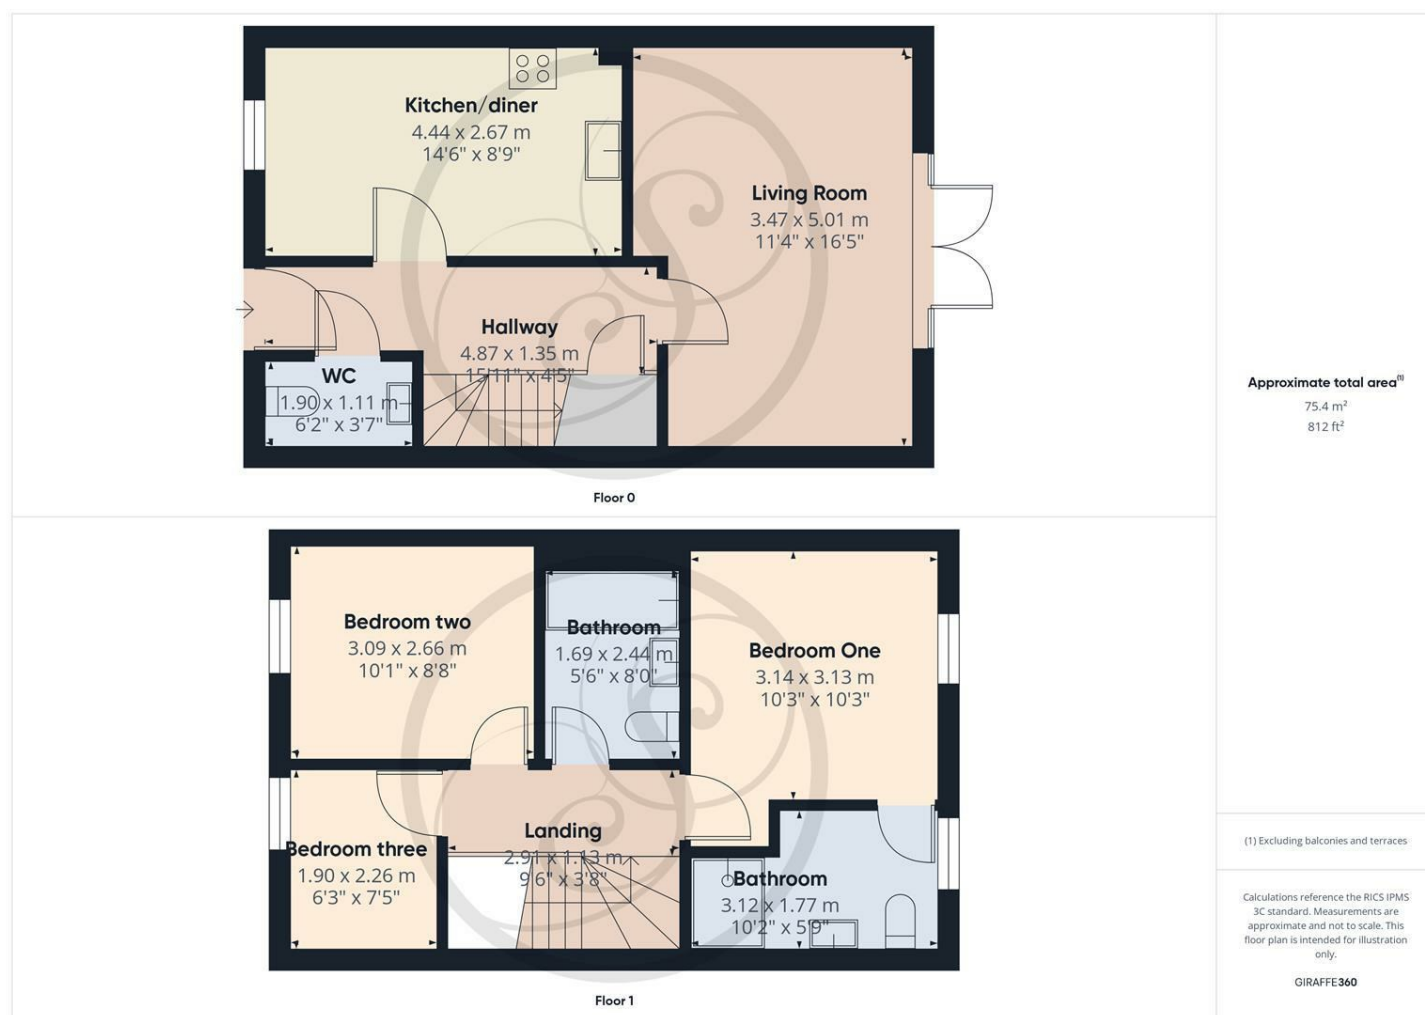 Kitchen/diner
4.44 x 2.67 m
14'6" x 8'9"
Living Room
3.47 x 5.01 m
11'4" x 16'5"
Hallway
4.87 x 1.35 m
15'11" x 4'5"
WC
1.90 x 1.11 m
6'2" x 3'7"
Floor 0
Bedroom two
3.09 x 2.66 m
10'1" x 8'8"
Bathroom
1.69 x 2.44 m
5'6" x 8'0"
Bedroom One
3.14 x 3.13 m
10'3" x 10'3"
Landing
2.91 x 1.13 m
9'6" x 3'8"
Bedroom three
1.90 x 2.26 m
6'3" x 7'5"
Bathroom
3.12 x 1.77 m
10'2" x 5'9"
Floor 1
Approximate total area(1)
75.4 m²
812 ft²
(1) Excluding balconies and terraces
Calculations reference the RICS IPMS
3C standard. Measurements are
approximate and not to scale. This
floor plan is intended for illustration
only.
GIRAFFE360